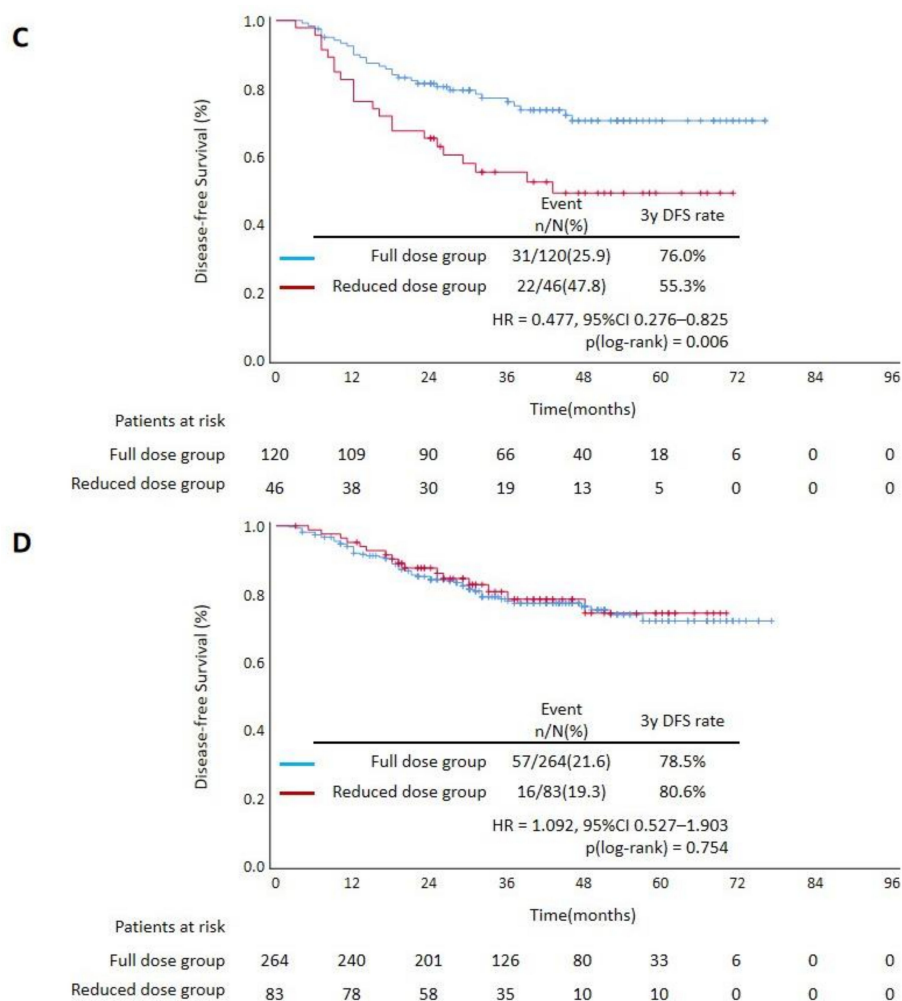 C
Disease-free Survival (%)
1.0
0.8
0.6
0.4
0.2
0.0
Event
n/N(%) 3y DFS rate
Full dose group 31/120(25.9) 76.0%
Reduced dose group 22/46(47.8) 55.3%
HR = 0.477, 95%CI 0.276–0.825
p(log-rank) = 0.006
0 12 24 36 48 60 72 84 96
Time(months)
Patients at risk
Full dose group 120 109 90 66 40 18 6 0 0
Reduced dose group 46 38 30 19 13 5 0 0 0
D
Disease-free Survival (%)
1.0
0.8
0.6
0.4
0.2
0.0
Event
n/N(%) 3y DFS rate
Full dose group 57/264(21.6) 78.5%
Reduced dose group 16/83(19.3) 80.6%
HR = 1.092, 95%CI 0.527–1.903
p(log-rank) = 0.754
0 12 24 36 48 60 72 84 96
Time(months)
Patients at risk
Full dose group 264 240 201 126 80 33 6 0 0
Reduced dose group 83 78 58 35 10 10 0 0 0